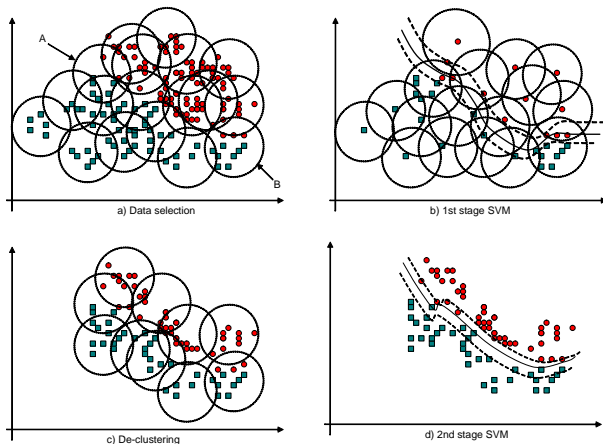 A
B
a) Data selection
b) 1st stage SVM
c) De-clustering
d) 2nd stage SVM